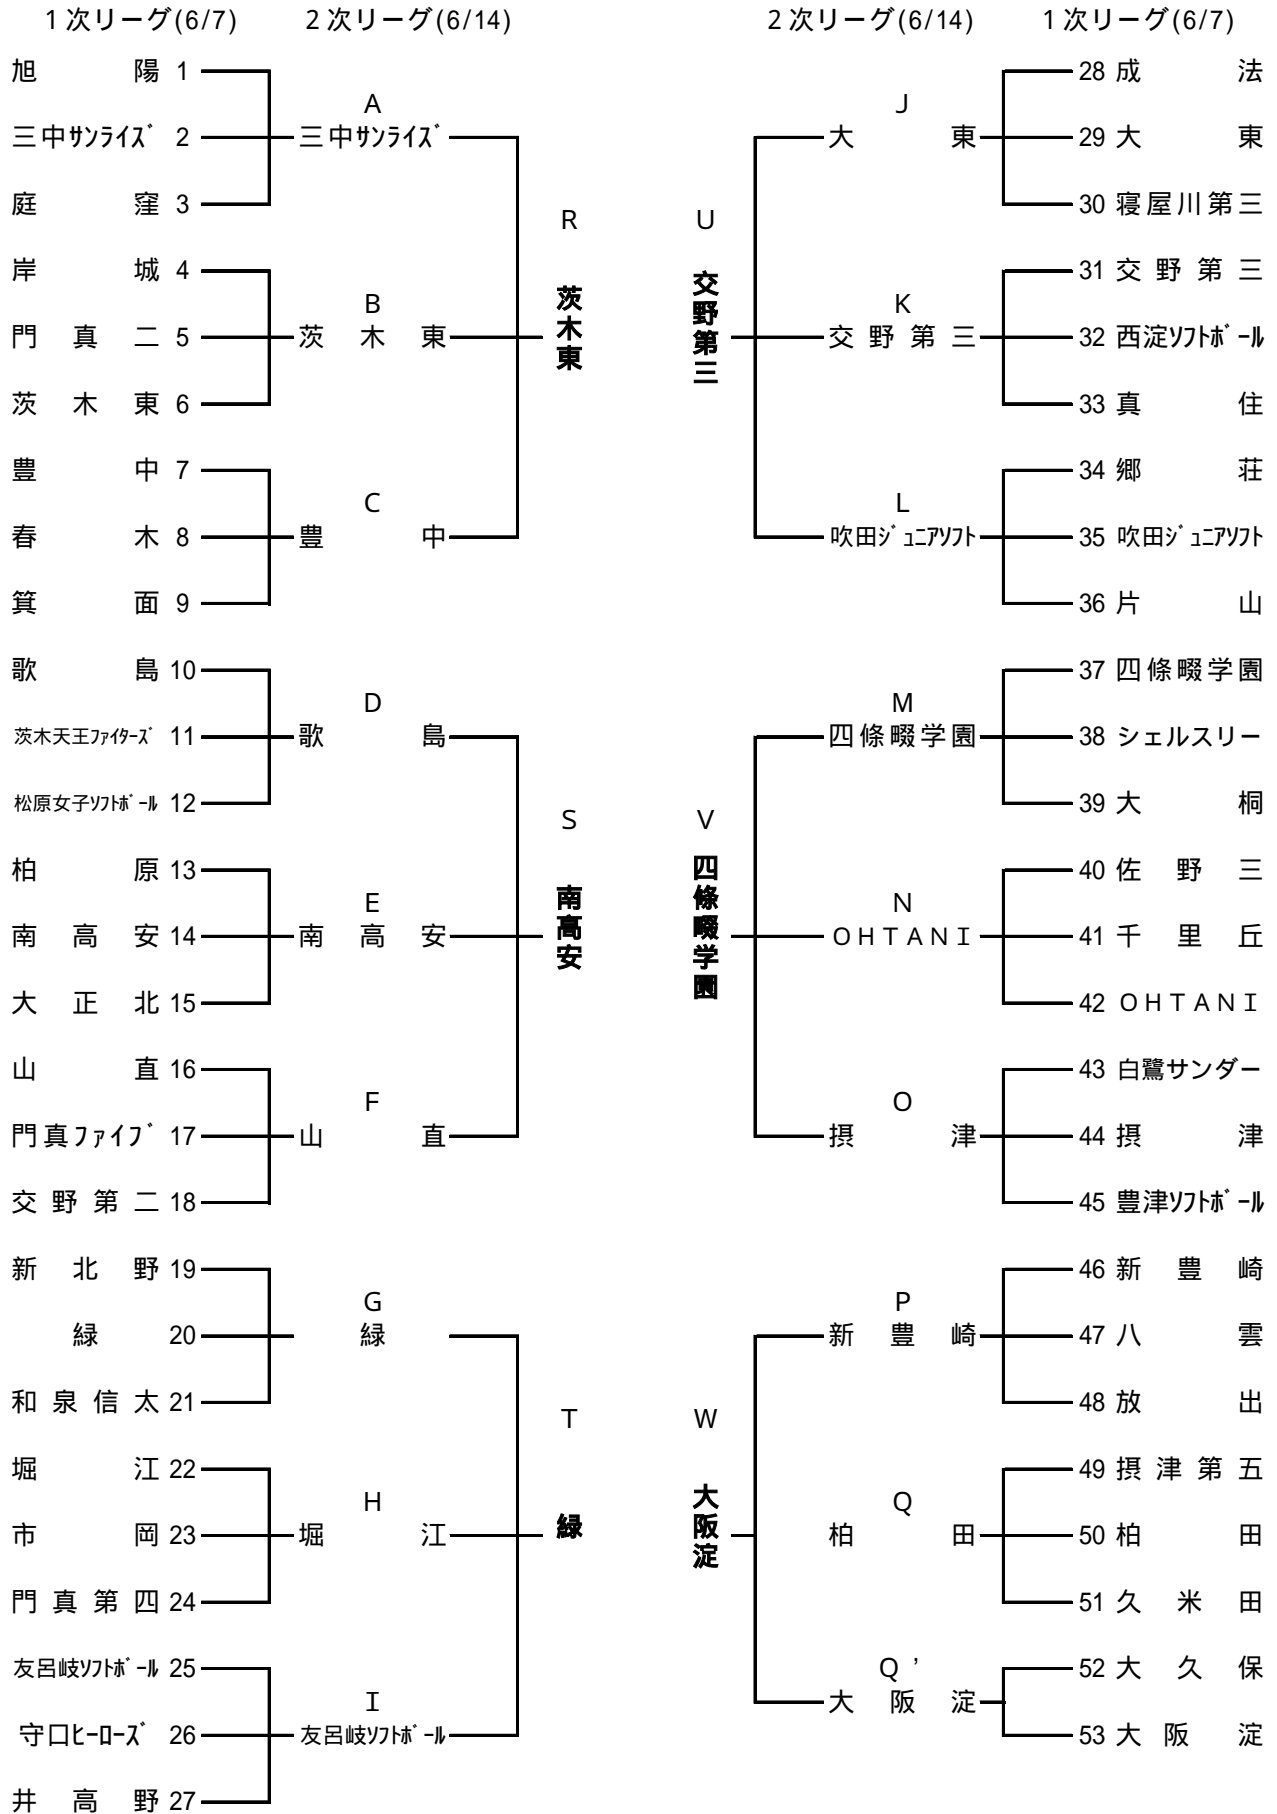 1次リーグ(6/7) 2次リーグ(6/14) 2次リーグ(6/14) 1次リーグ(6/7)
旭陽 1 28 成法
A J
三中サンライズ 2 三中サンライズ 大東 29 大東
庭窪 3 30 寝屋川第三
R U
岸城 4 31 交野第三
B K
門真二 5 茨木東 茨木東 交野第三 交野第三 32 西淀ソフトボール
茨木東 6 33 真住
豊中 7 34 郷荘
C L
春木 8 豊中 吹田ジュニアソフト 35 吹田ジュニアソフト
箕面 9 36 片山
歌島 10 37 四條畷学園
D M
茨木天王ファイターズ 11 歌島 四條畷学園 38 シェルスリー
松原女子ソフトボール 12 39 大桐
S V
柏原 13 40 佐野三
E N
南高安 14 南高安 南高安 四條畷学園 OHTANI 41 千里丘
大正北 15 42 OHTANI
山直 16 43 白鷺サンダー
F O
門真ファイブ 17 山直 摂津 44 摂津
交野第二 18 45 豊津ソフトボール
新北野 19 46 新豊崎
G P
緑 20 緑 新豊崎 47 八雲
和泉信太 21 48 放出
T W
堀江 22 49 摂津第五
H Q
市岡 23 堀江 緑 大阪淀 柏田 50 柏田
門真第四 24 51 久米田
友呂岐ソフトボール 25 Q’ 52 大久保
I 大阪淀
守口ヒーローズ 26 友呂岐ソフトボール 53 大阪淀
井高野 27